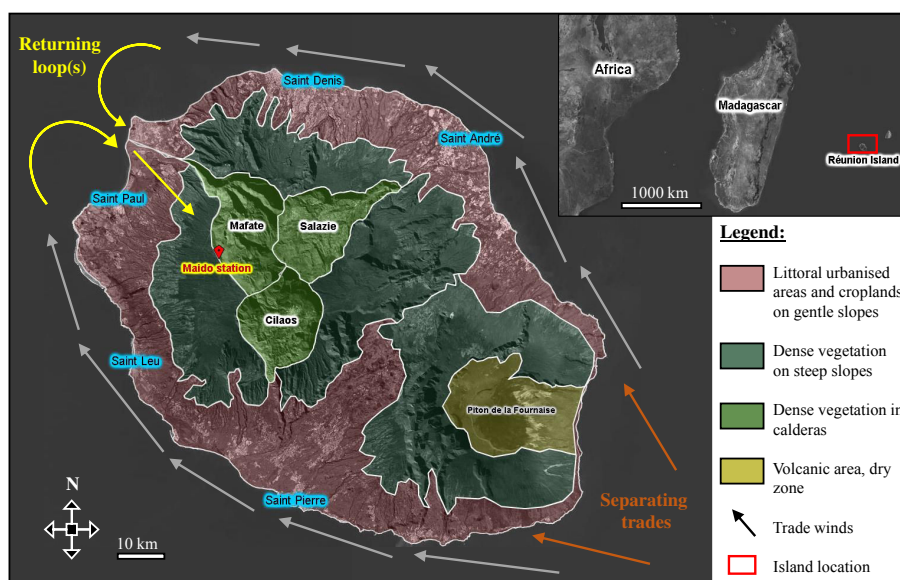 Returning
loop(s)
Saint Denis
Saint André
Saint Paul
Mafate
Salazie
Maido station
Cilaos
Saint Leu
Piton de la Fournaise
Saint Pierre
Separating
trades
N
10 km
Africa
Madagascar
Réunion Island
1000 km
Legend:
Littoral urbanised
areas and croplands
on gentle slopes
Dense vegetation
on steep slopes
Dense vegetation in
calderas
Volcanic area, dry
zone
Trade winds
Island location